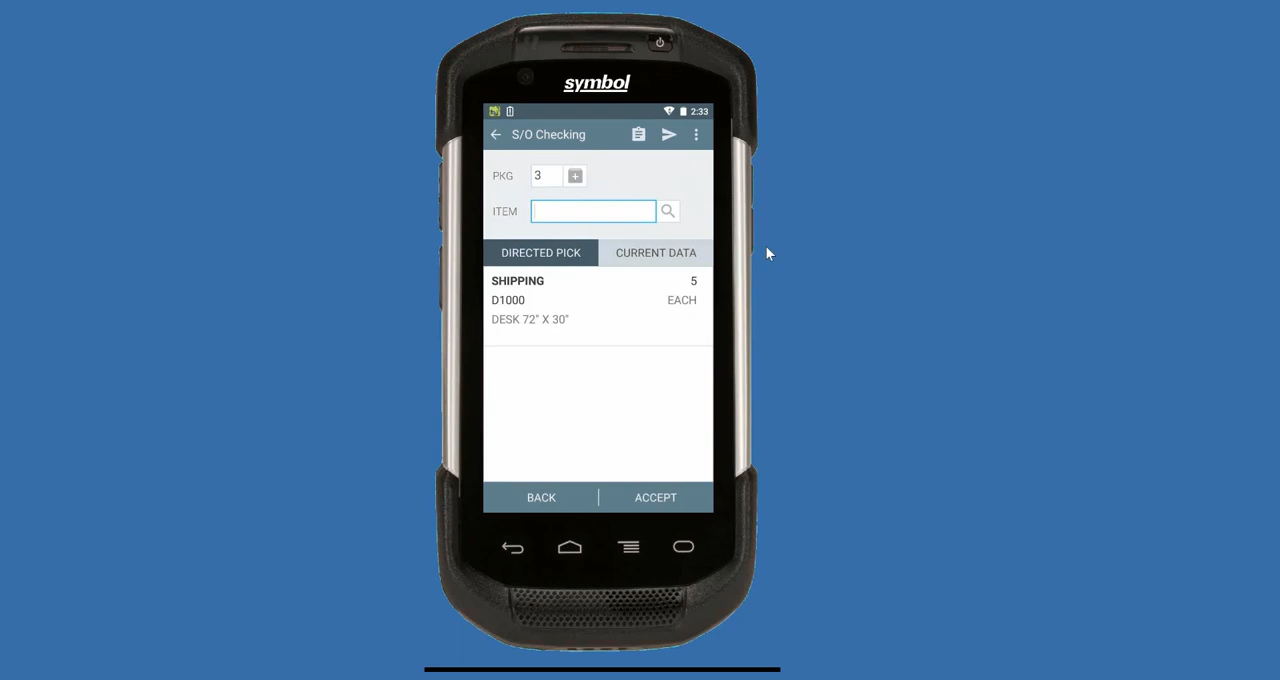 symbol
2:33
S/O Checking
PKG 3 +
ITEM
DIRECTED PICK CURRENT DATA
SHIPPING 5
D1000 EACH
DESK 72" X 30"
BACK ACCEPT